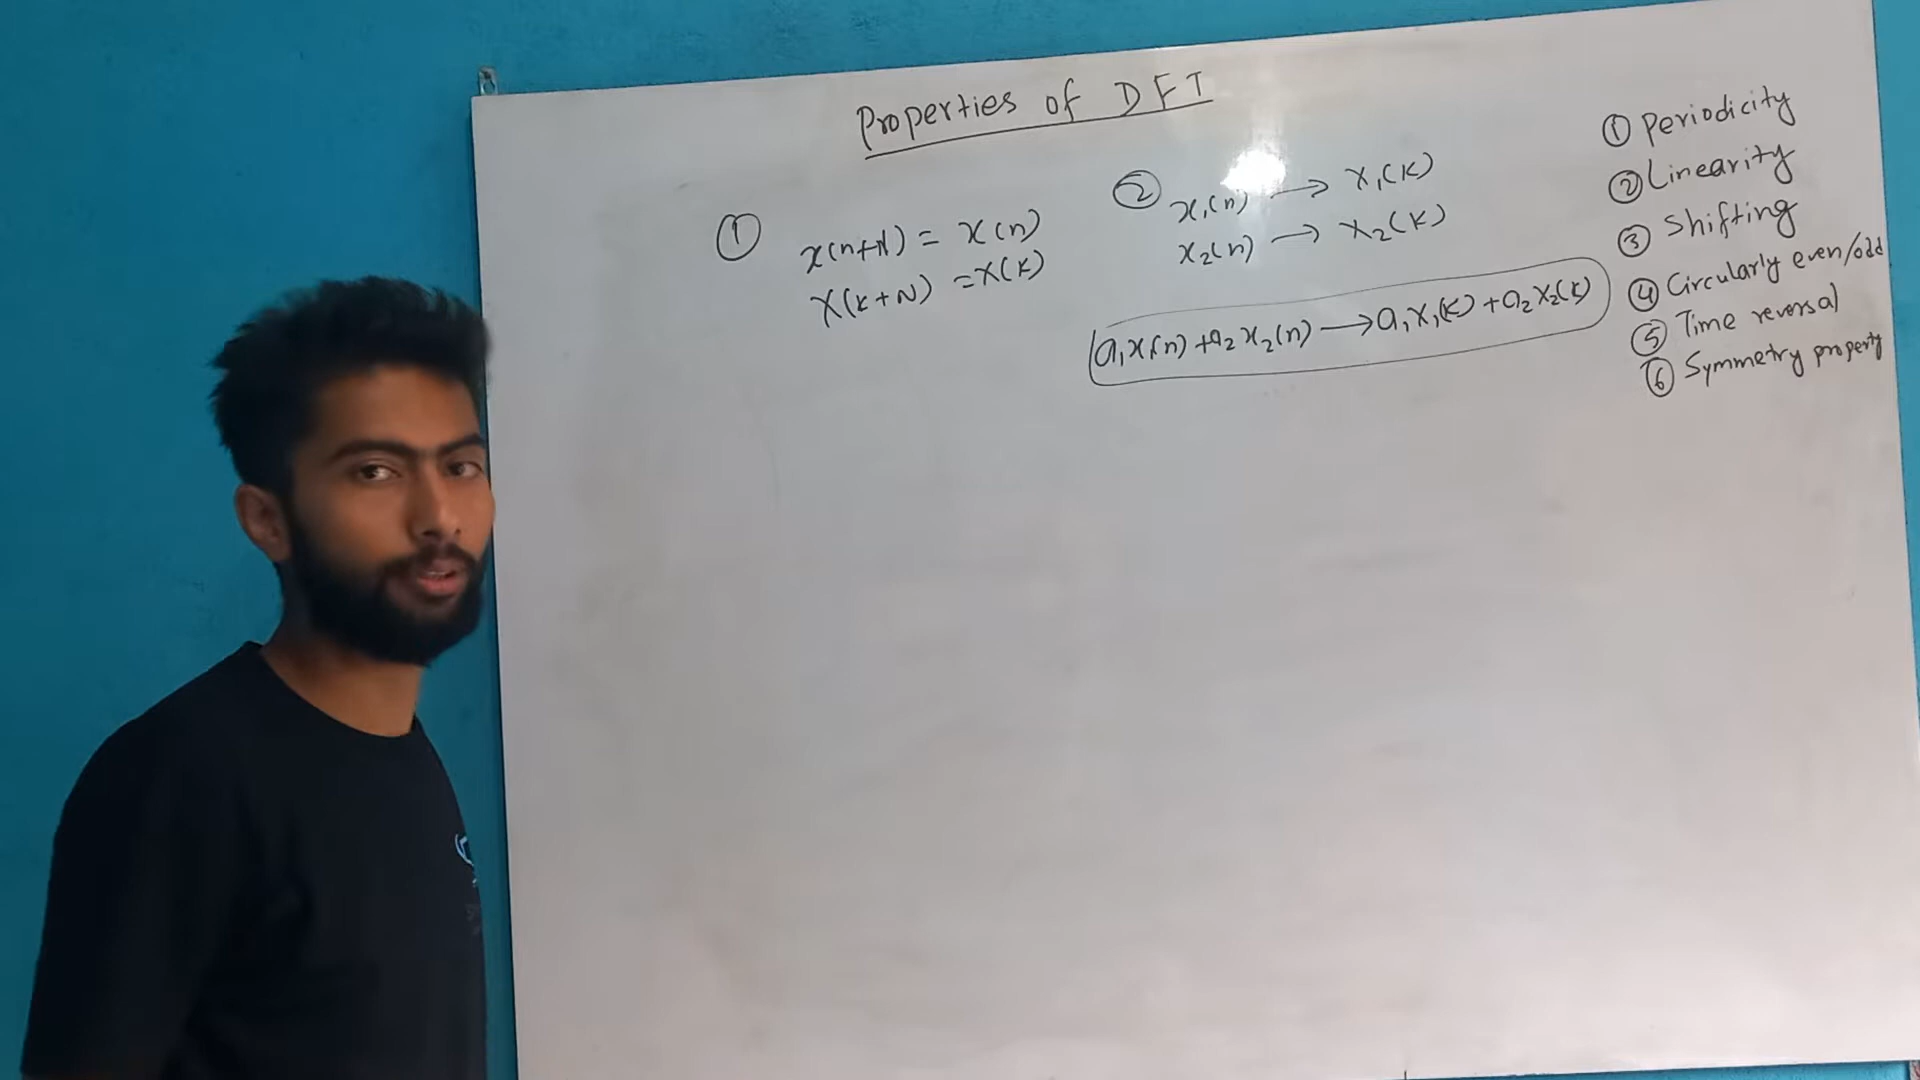 Properties of DFT
① x(n+N) = x(n)
X(K+N) = X(K)
② x₁(n) → X₁(K)
x₂(n) → X₂(K)
a₁x₁(n) + a₂x₂(n) → a₁X₁(K) + a₂X₂(K)
① Periodicity
② Linearity
③ Shifting
④ Circularly even/odd
⑤ Time reversal
⑥ Symmetry property